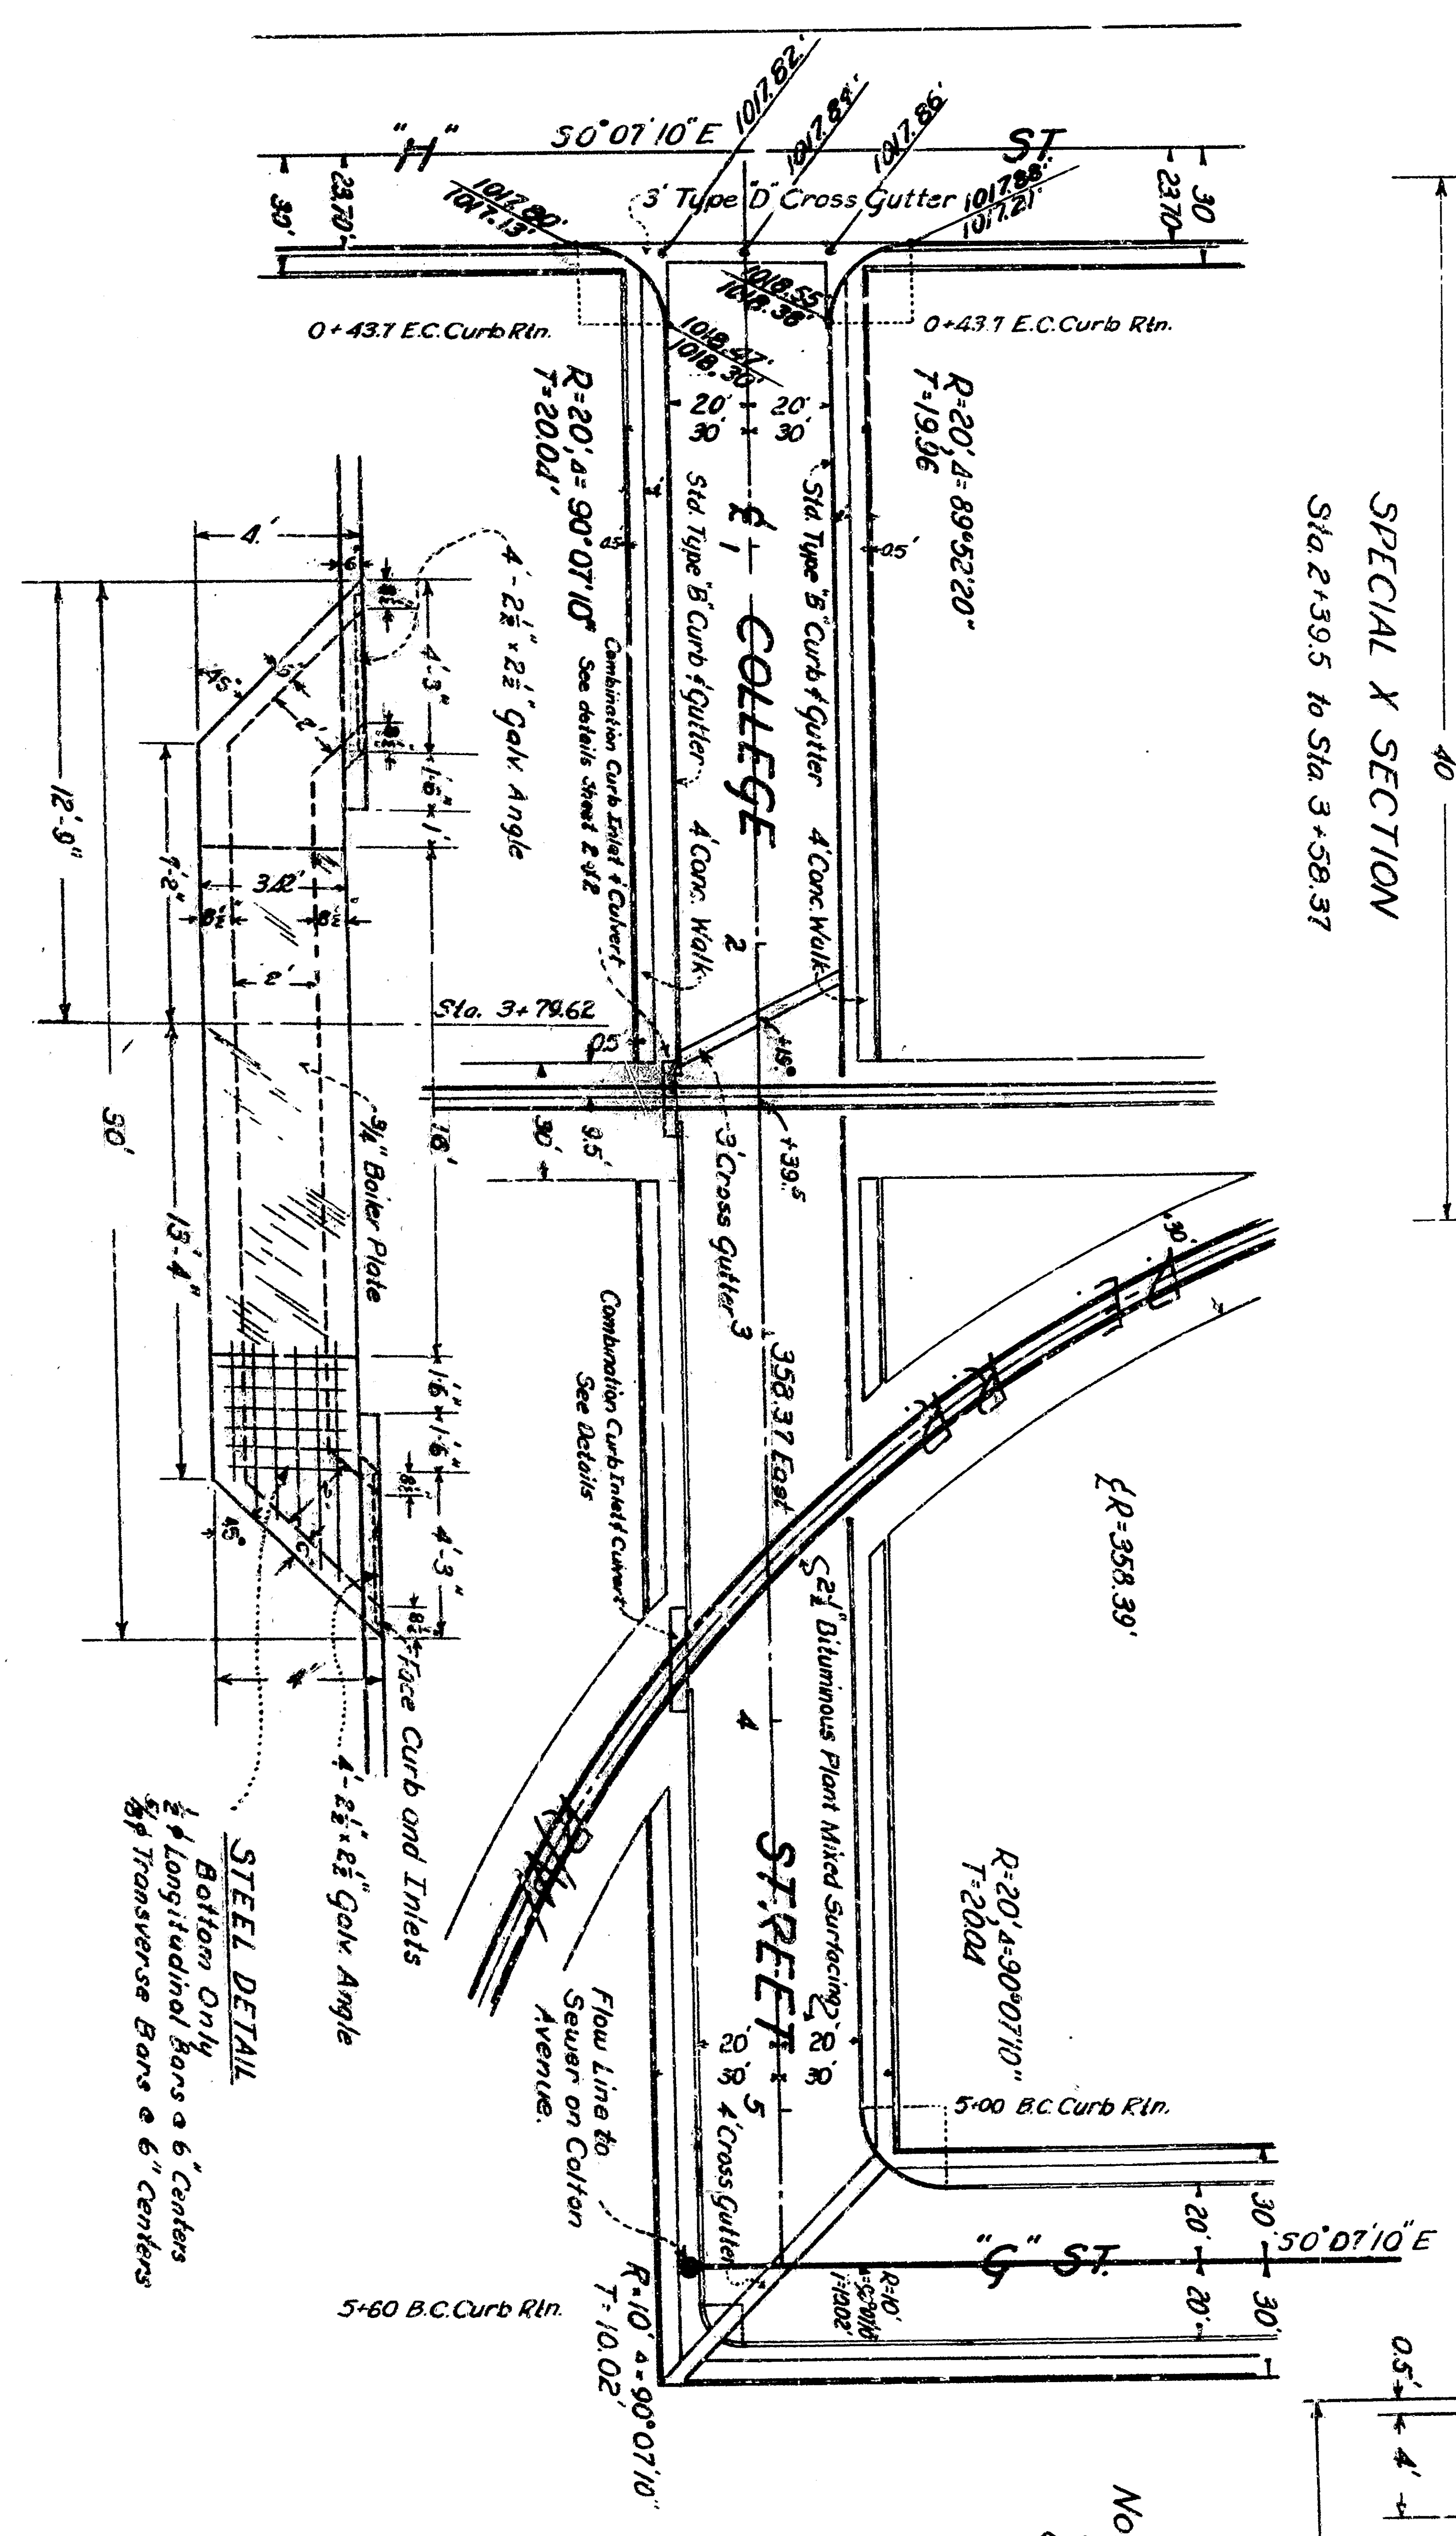 SPECIAL X SECTION
Sta. 2+39.5 to Sta. 3+58.37
40
"H" ST
S0°07'10"E
1017.82'
1017.84'
1017.86'
1017.80'
1017.13'
3' Type "D" Cross Gutter
1017.88'
1017.21'
30'
23.70'
23.70'
30'
1018.55
1018.38'
1018.47'
1018.30'
0+43.7 E.C. Curb Rtn.
0+43.7 E.C. Curb Rtn.
R=20', Δ=89°52'20"
T=19.96
R=20', Δ=90°07'10"
T=20.04'
20' 20'
30' 30'
0.5'
0.5'
Std. Type "B" Curb & Gutter 4' Conc. Walk
COLLEGE STREET
1 2 3 4 5
Std. Type "B" Curb & Gutter 4' Conc. Walk
Combination Curb Inlet & Culvert
See details Sheet 2 of 2
+19.
+39.5
3' Cross Gutter
0.5
30'
9.5'
358.37 East
+30'
Combination Curb Inlet & Culvert
See Details
℄R=358.39'
2½" Bituminous Plant Mixed Surfacing
R=20', Δ=90°07'10"
T=20.04
20' 20'
30' 30'
5+00 B.C. Curb Rtn.
4' Cross Gutter
Flow Line to
Sewer on Colton
Avenue.
"G" ST.
S0°07'10"E
30'
20'
20'
30'
R=10'
T=10.02'
5+60 B.C. Curb Rtn.
R=10' Δ=90°07'10"
T=10.02'
4'
6"
45°
4'-3"
1'-6"
1'
4'-2½"×2½" Galv. Angle
12'-9"
7'-2"
3.42'
2'
2'
Sta. 3+79.62
¾" Boiler Plate
16'
30'
13'-4"
1'-6"
1'-6"
4'-3"
45°
Face Curb and Inlets
4'-2½"×2½" Galv. Angle
STEEL DETAIL
Bottom Only
½"φ Longitudinal Bars @ 6" Centers
⅝"φ Transverse Bars @ 6" Centers
0.5'
4'
No